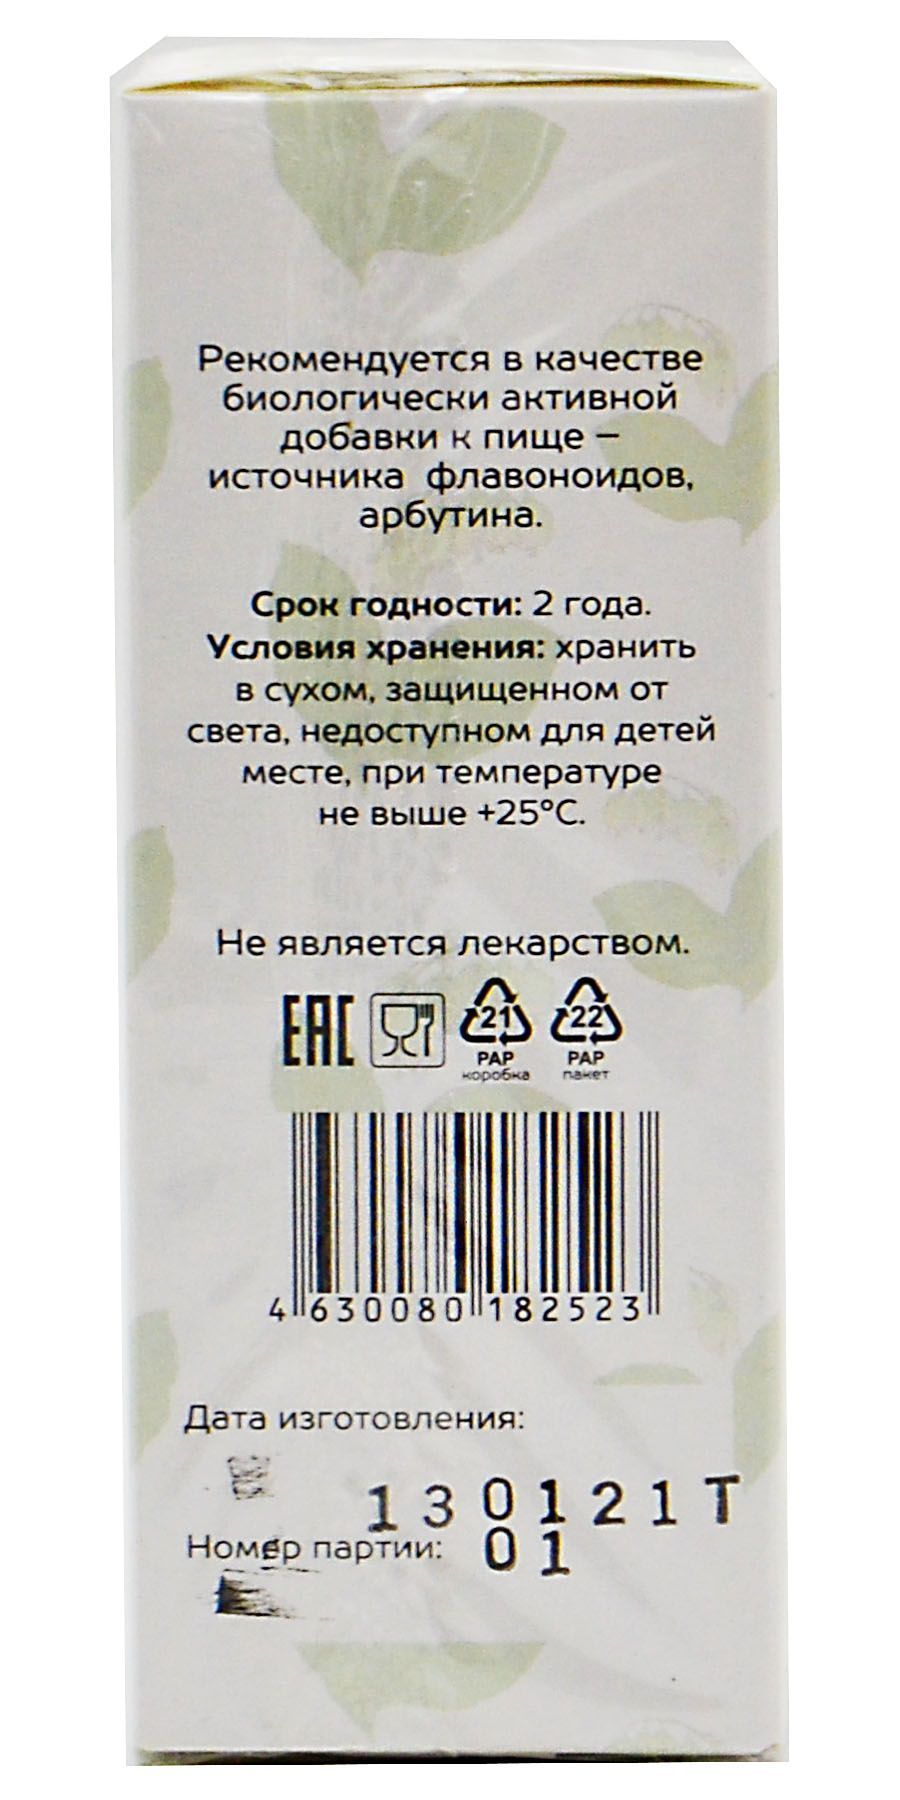 Рекомендуется в качестве
биологически активной
добавки к пище –
источника флавоноидов,
арбутина.
Срок годности: 2 года.
Условия хранения: хранить
в сухом, защищенном от
света, недоступном для детей
месте, при температуре
не выше +25°С.
Не является лекарством.
EAC
21
PAP
коробка
22
PAP
пакет
4 630080 182523
Дата изготовления:
130121Т
Номер партии: 01